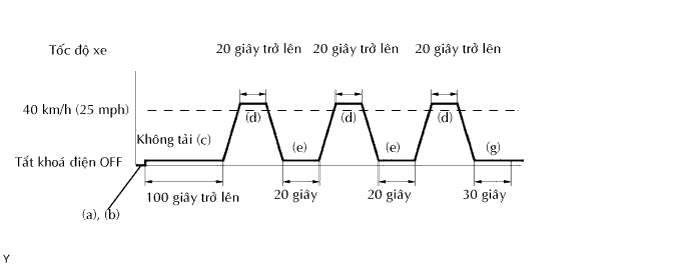 Tốc độ xe
20 giây trở lên 20 giây trở lên 20 giây trở lên
40 km/h (25 mph)
(d) (d) (d)
Không tải (c)
(e) (e) (g)
Tất khoá điện OFF
100 giây trở lên 20 giây 20 giây 30 giây
(a), (b)
Y